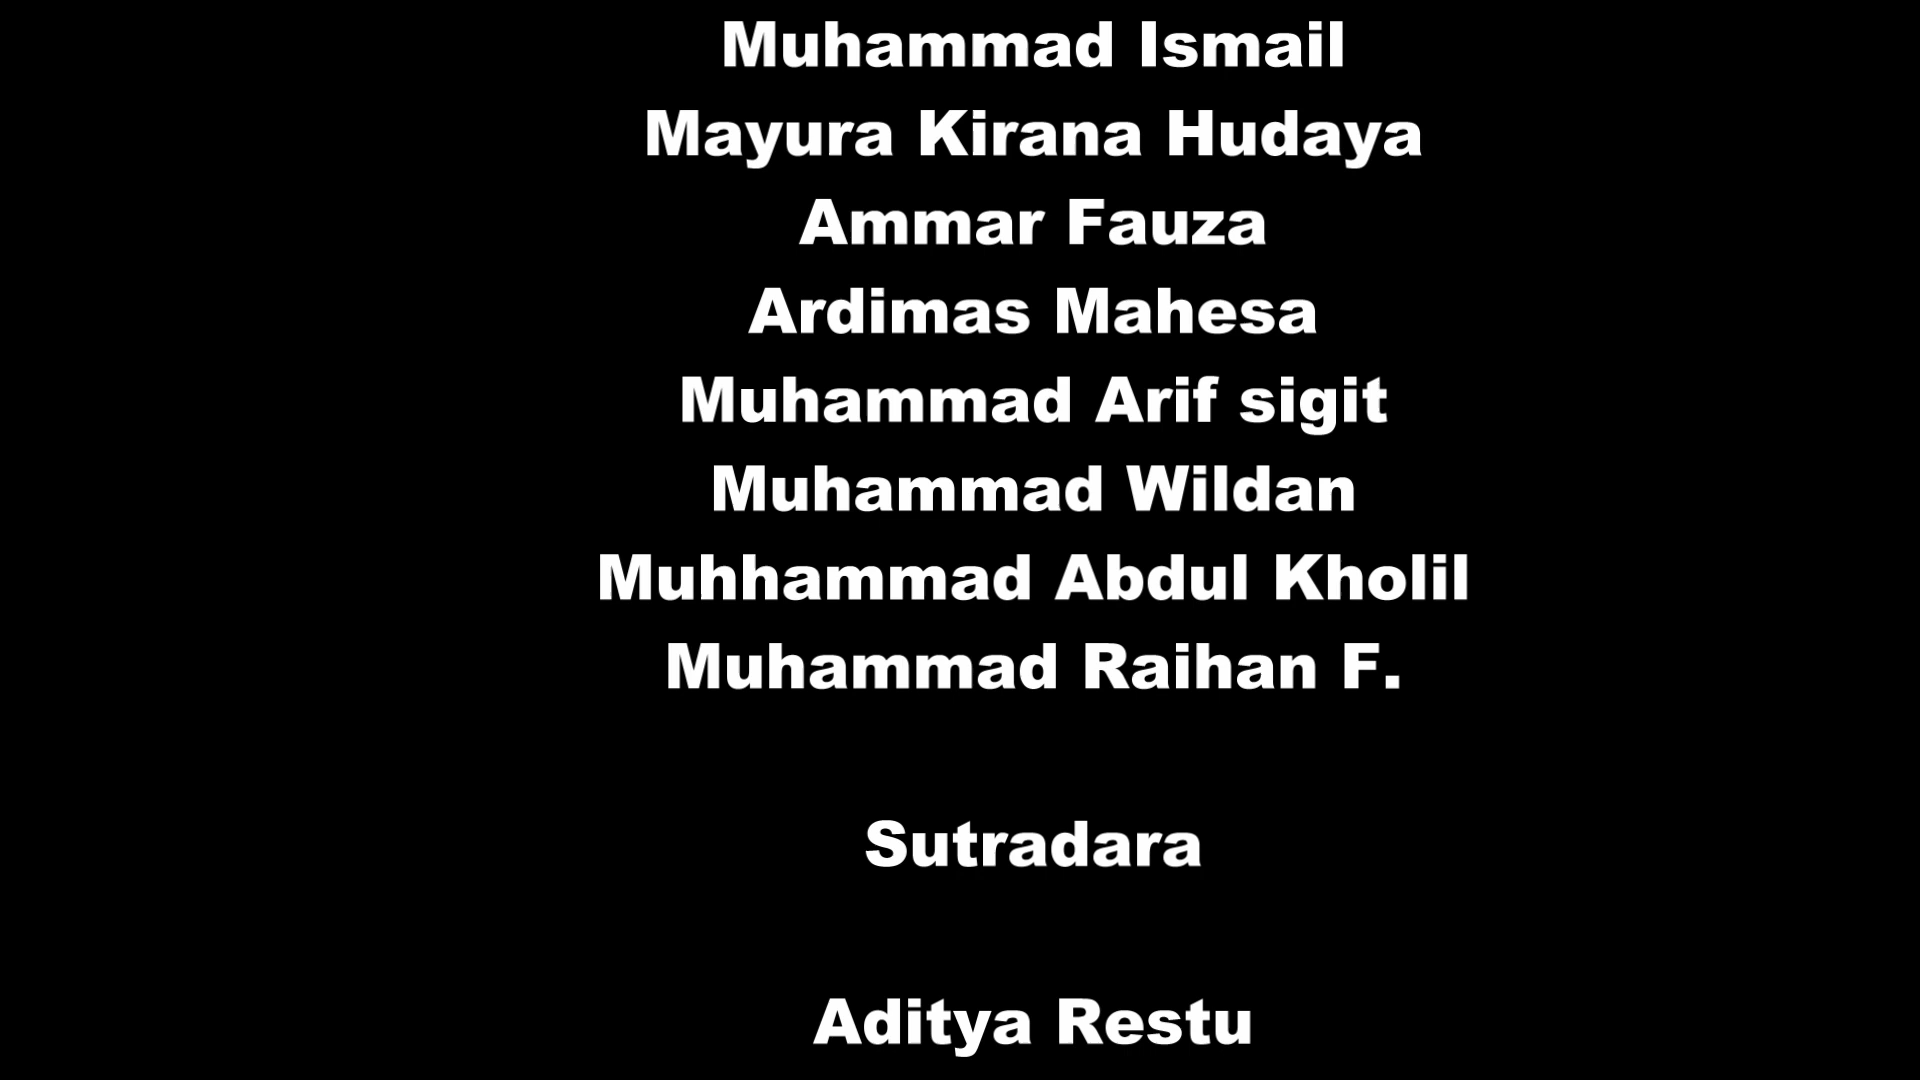 Muhammad Ismail
Mayura Kirana Hudaya
Ammar Fauza
Ardimas Mahesa
Muhammad Arif sigit
Muhammad Wildan
Muhhammad Abdul Kholil
Muhammad Raihan F.
Sutradara
Aditya Restu